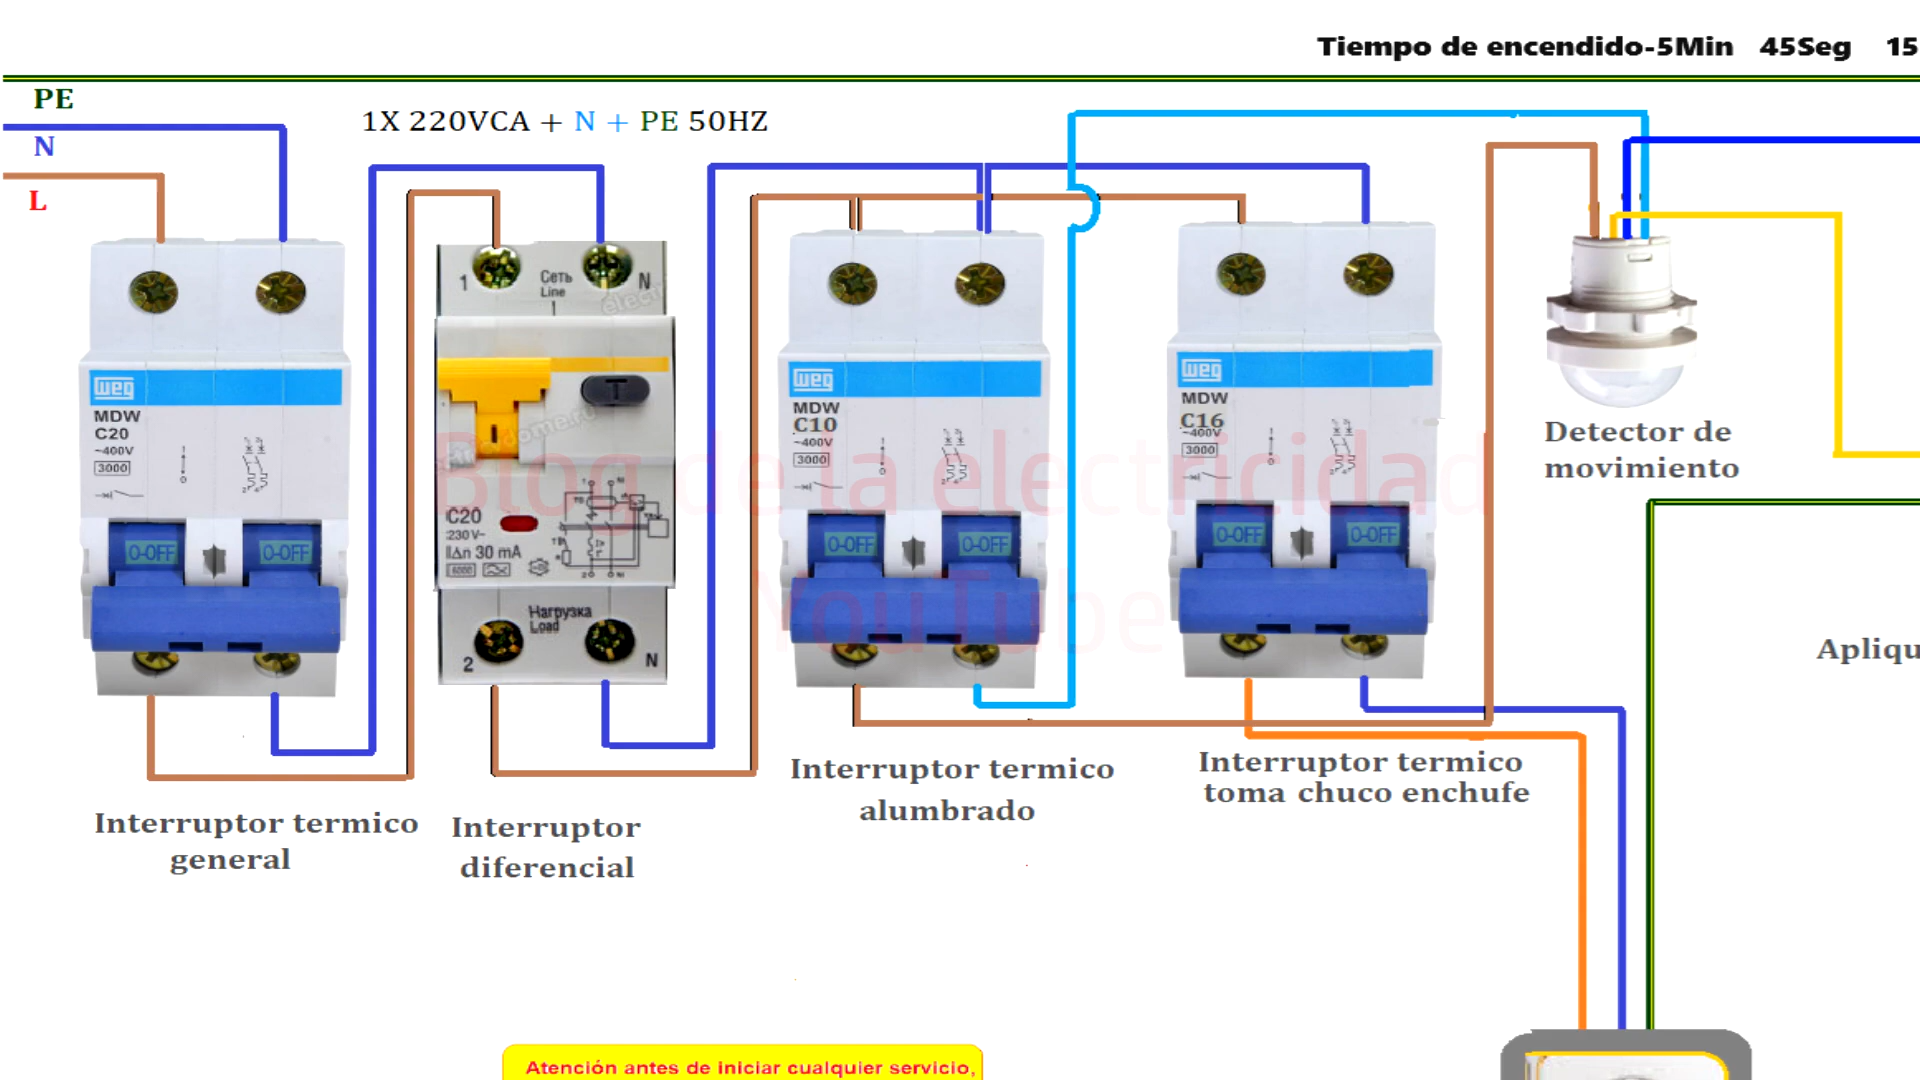 Tiempo de encendido-5Min 45Seg 15
PE
N
L
1X 220VCA + N + PE 50HZ
1
Сеть
Line
N
weg
MDW
C20
~400V
3000
O-OFF
O-OFF
T
C20
230 V~
IΔn 30 mA
6000
Нагрузка
Load
2
N
weg
MDW
C10
~400V
3000
O-OFF
O-OFF
weg
MDW
C16
~400V
3000
O-OFF
O-OFF
Blog de la electricidad
YouTube
Detector de
movimiento
Apliqu
Interruptor termico
general
Interruptor
diferencial
Interruptor termico
alumbrado
Interruptor termico
toma chuco enchufe
Atención antes de iniciar cualquier servicio,